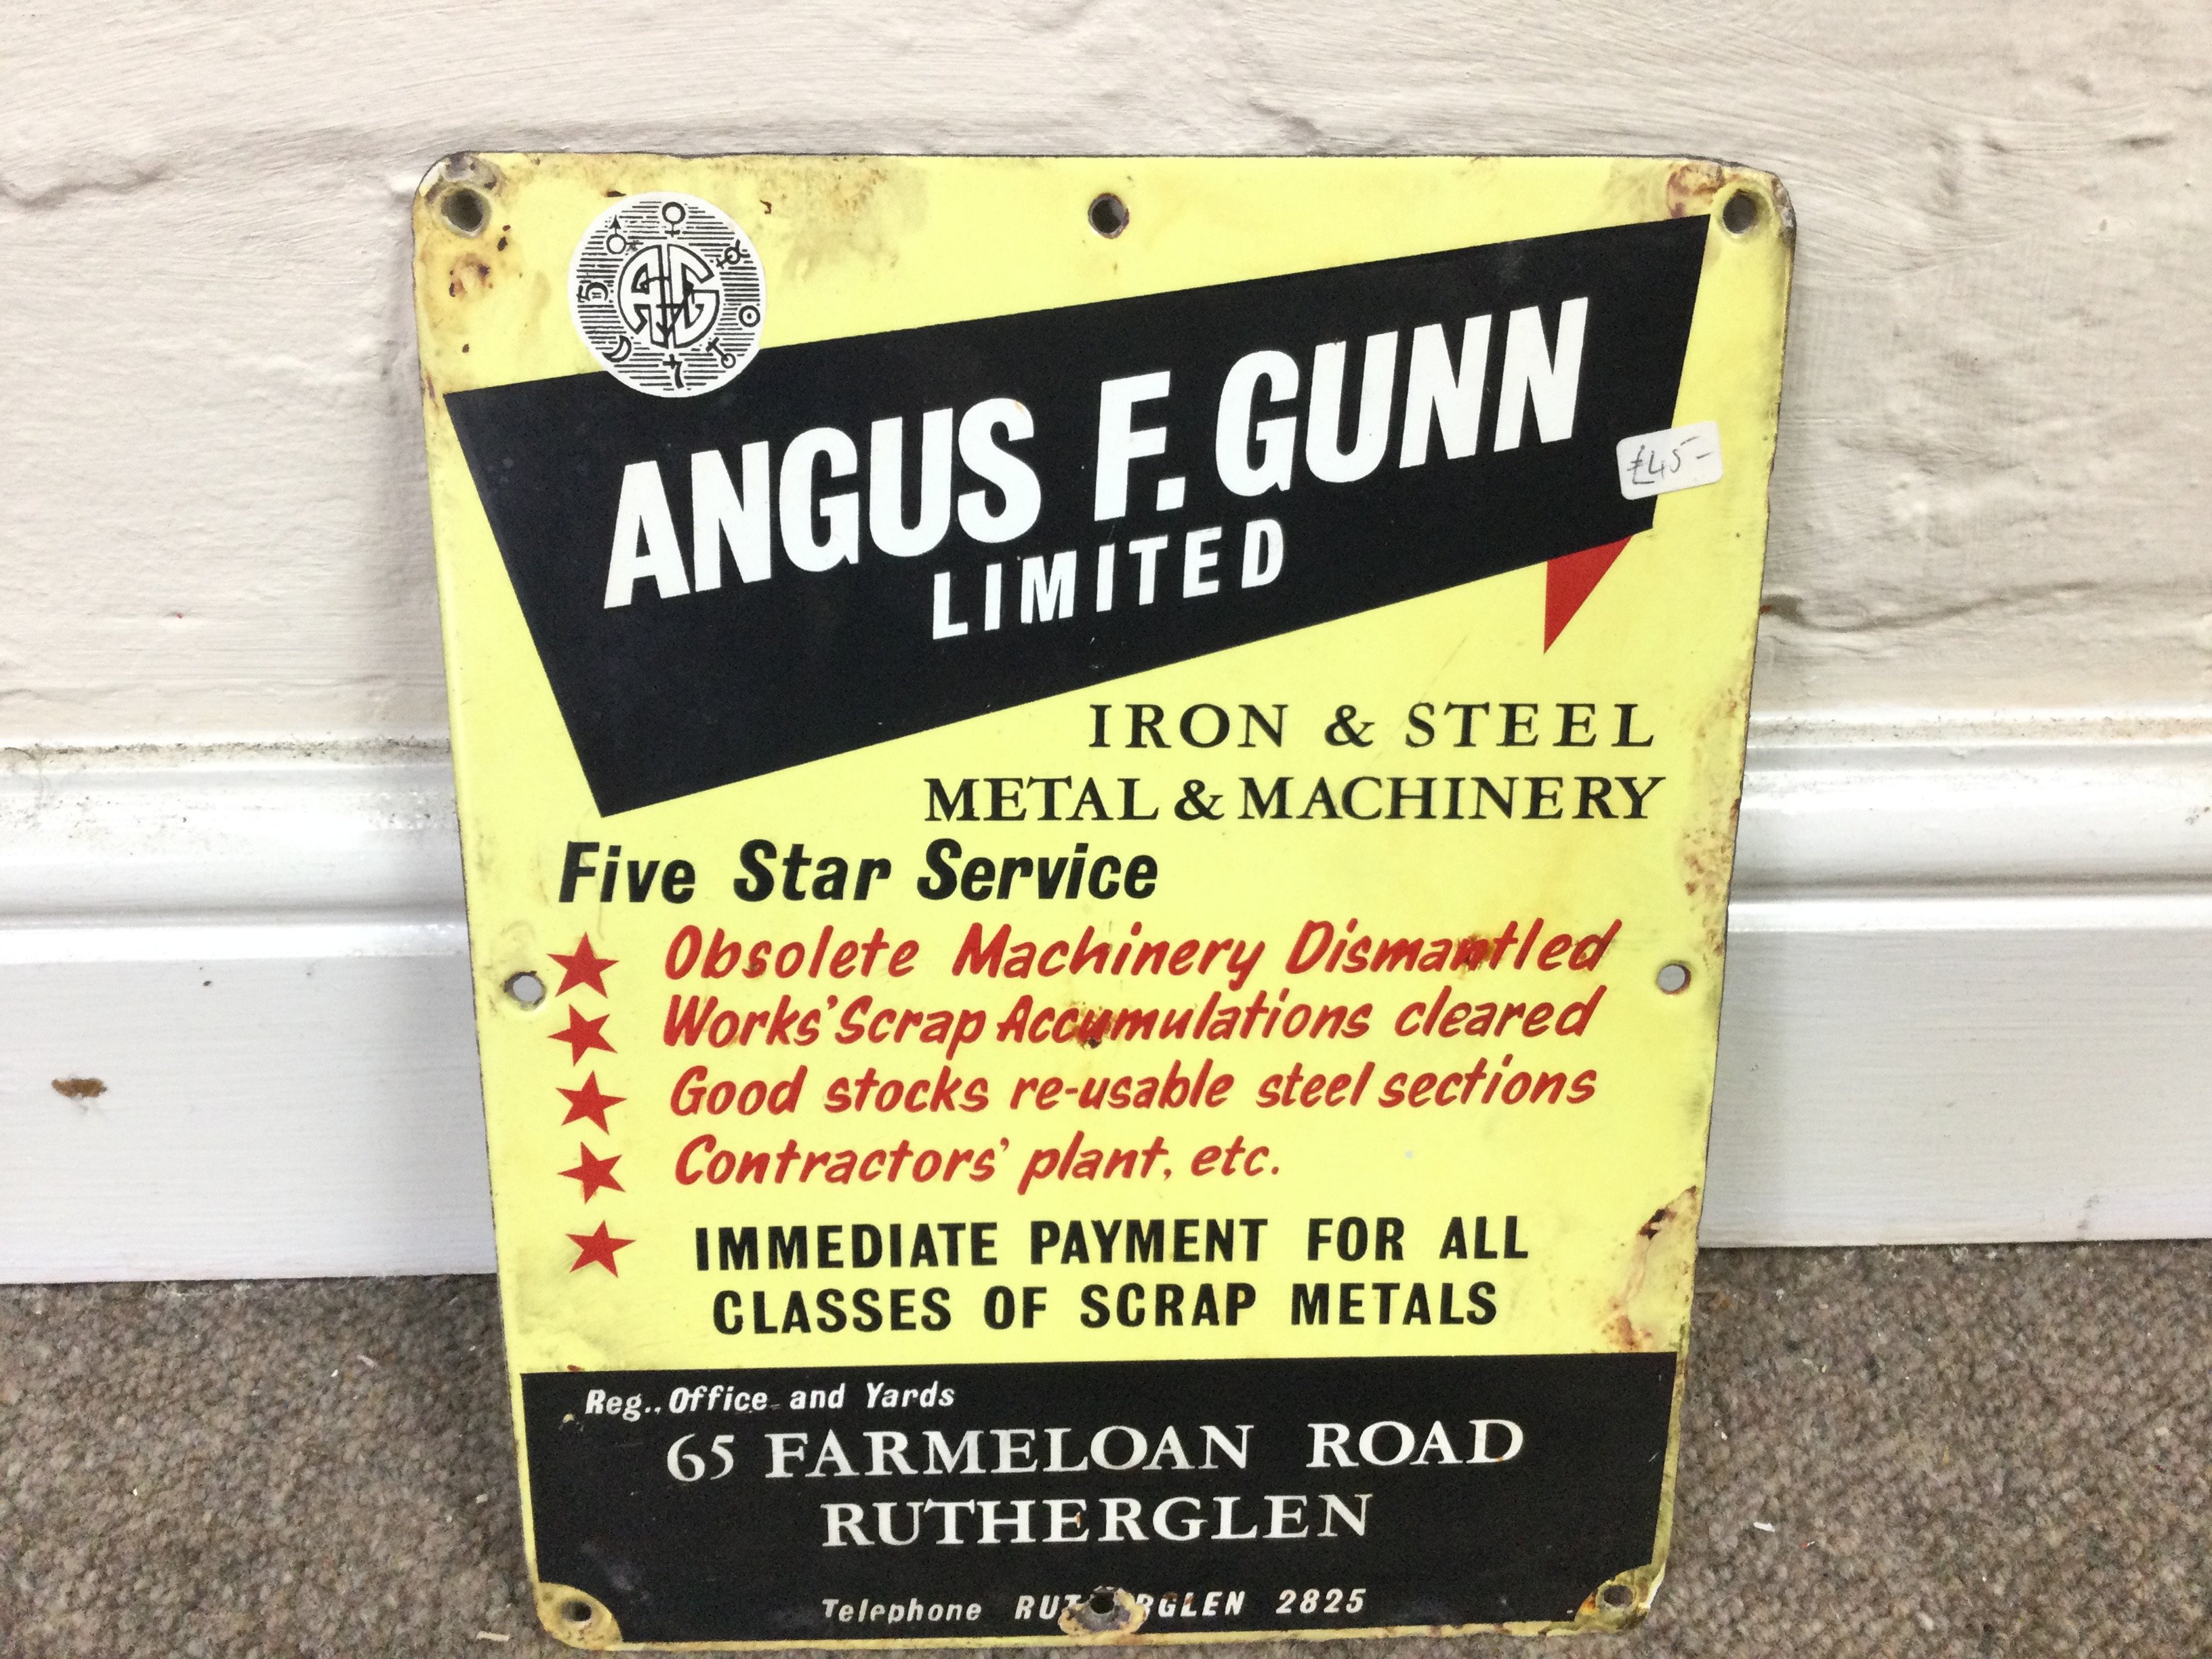 AG
ANGUS F. GUNN
LIMITED
£45-
IRON & STEEL
METAL & MACHINERY
Five Star Service
Obsolete Machinery Dismantled
Works' Scrap Accumulations cleared
Good stocks re-usable steel sections
Contractors' plant, etc.
IMMEDIATE PAYMENT FOR ALL
CLASSES OF SCRAP METALS
Reg., Office and Yards
65 FARMELOAN ROAD
RUTHERGLEN
Telephone RUTHERGLEN 2825